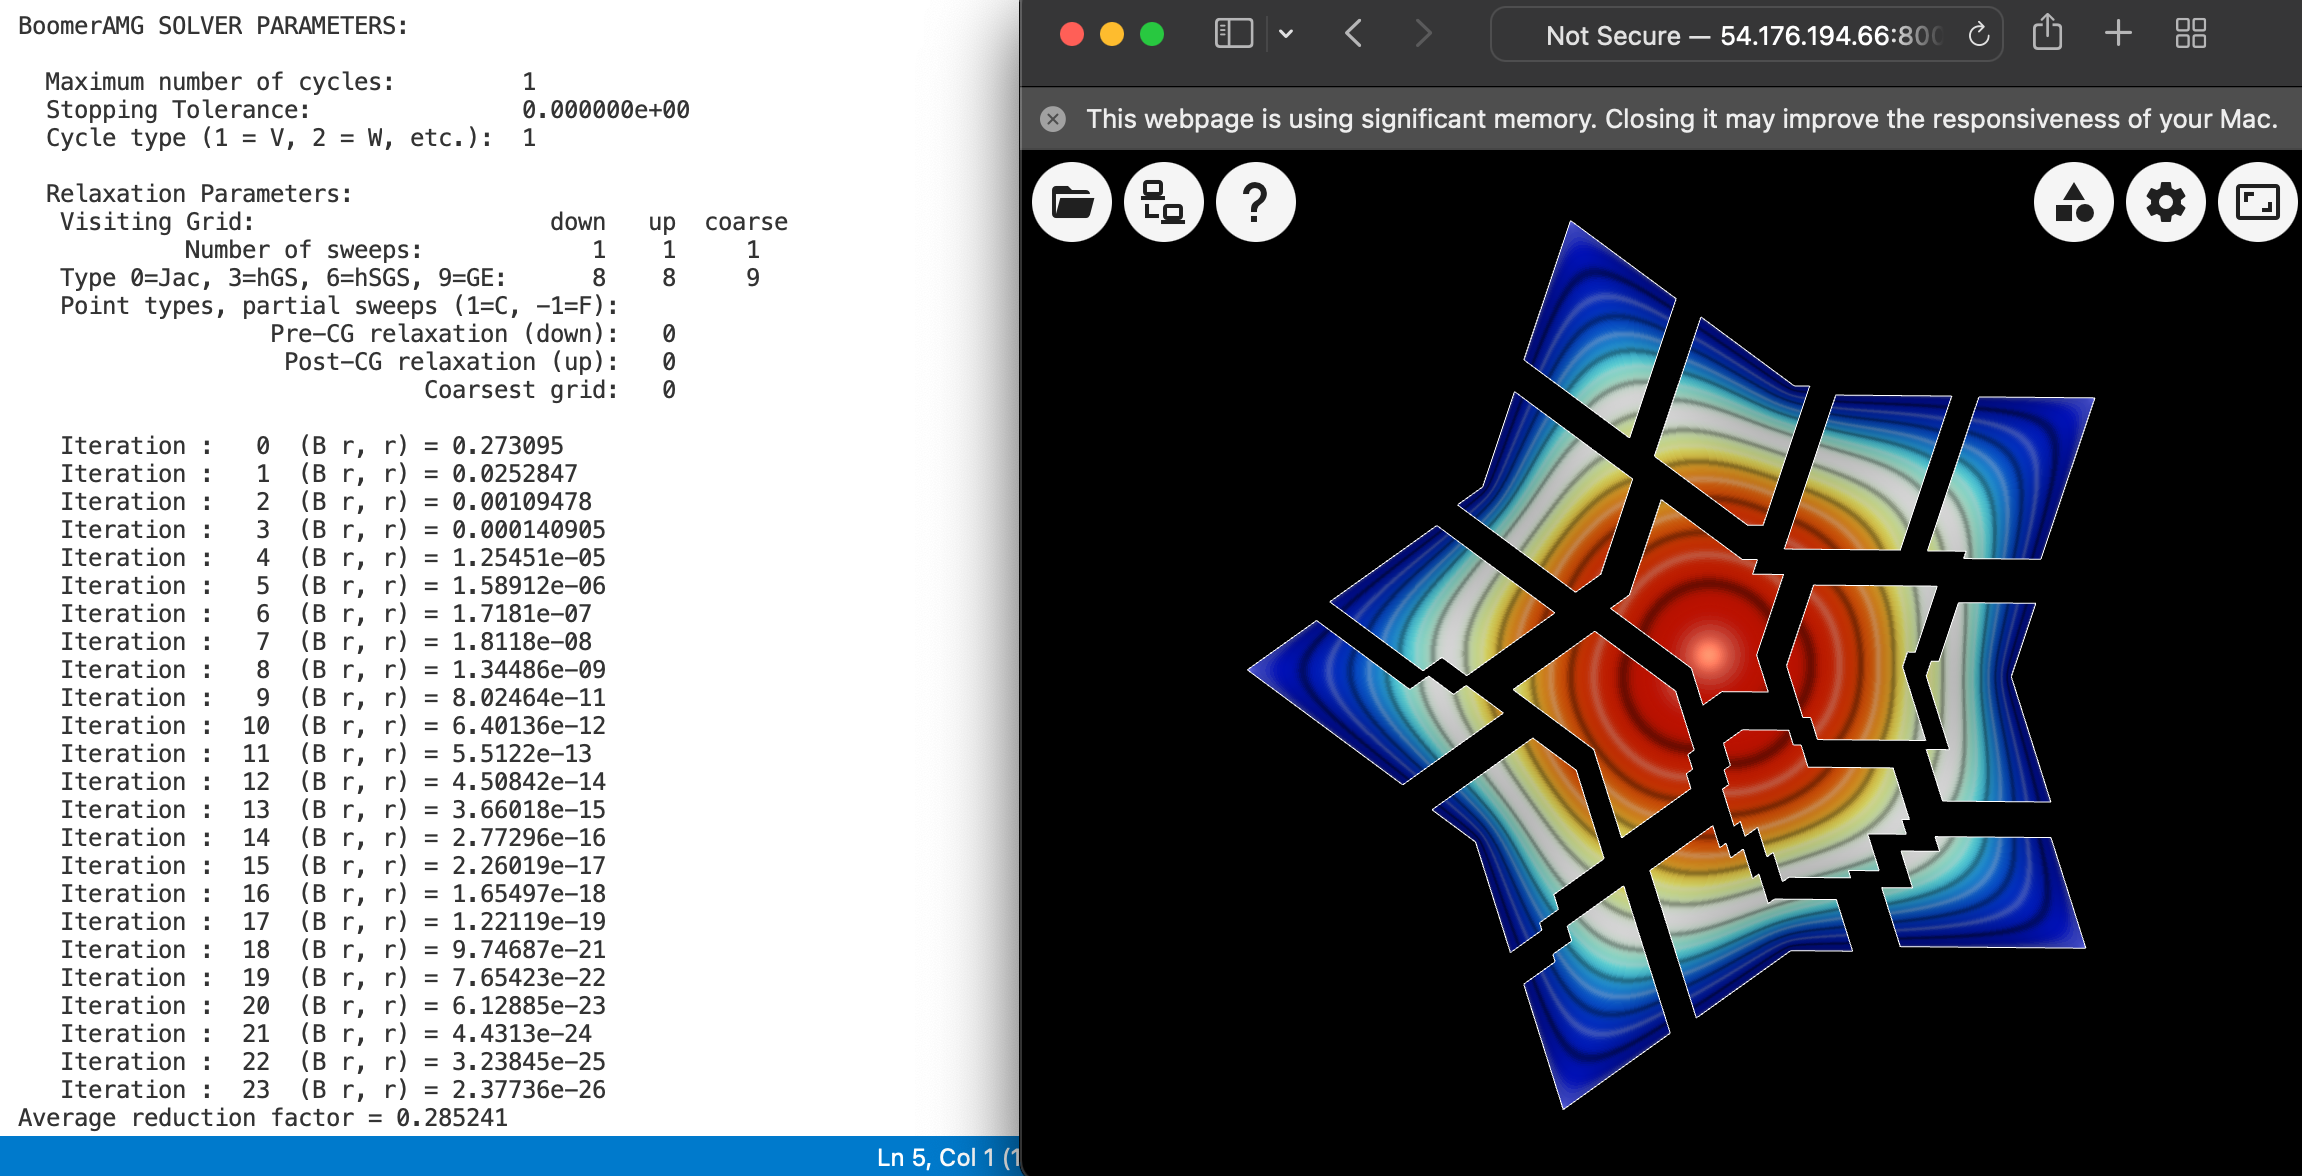 BoomerAMG SOLVER PARAMETERS:
Maximum number of cycles: 1
Stopping Tolerance: 0.000000e+00
Cycle type (1 = V, 2 = W, etc.): 1
Relaxation Parameters:
Visiting Grid: down up coarse
Number of sweeps: 1 1 1
Type 0=Jac, 3=hGS, 6=hSGS, 9=GE: 8 8 9
Point types, partial sweeps (1=C, -1=F):
Pre-CG relaxation (down): 0
Post-CG relaxation (up): 0
Coarsest grid: 0
Iteration : 0 (B r, r) = 0.273095
Iteration : 1 (B r, r) = 0.0252847
Iteration : 2 (B r, r) = 0.00109478
Iteration : 3 (B r, r) = 0.000140905
Iteration : 4 (B r, r) = 1.25451e-05
Iteration : 5 (B r, r) = 1.58912e-06
Iteration : 6 (B r, r) = 1.7181e-07
Iteration : 7 (B r, r) = 1.8118e-08
Iteration : 8 (B r, r) = 1.34486e-09
Iteration : 9 (B r, r) = 8.02464e-11
Iteration : 10 (B r, r) = 6.40136e-12
Iteration : 11 (B r, r) = 5.5122e-13
Iteration : 12 (B r, r) = 4.50842e-14
Iteration : 13 (B r, r) = 3.66018e-15
Iteration : 14 (B r, r) = 2.77296e-16
Iteration : 15 (B r, r) = 2.26019e-17
Iteration : 16 (B r, r) = 1.65497e-18
Iteration : 17 (B r, r) = 1.22119e-19
Iteration : 18 (B r, r) = 9.74687e-21
Iteration : 19 (B r, r) = 7.65423e-22
Iteration : 20 (B r, r) = 6.12885e-23
Iteration : 21 (B r, r) = 4.4313e-24
Iteration : 22 (B r, r) = 3.23845e-25
Iteration : 23 (B r, r) = 2.37736e-26
Average reduction factor = 0.285241
Ln 5, Col 1 (1
Not Secure — 54.176.194.66:800
This webpage is using significant memory. Closing it may improve the responsiveness of your Mac.
?